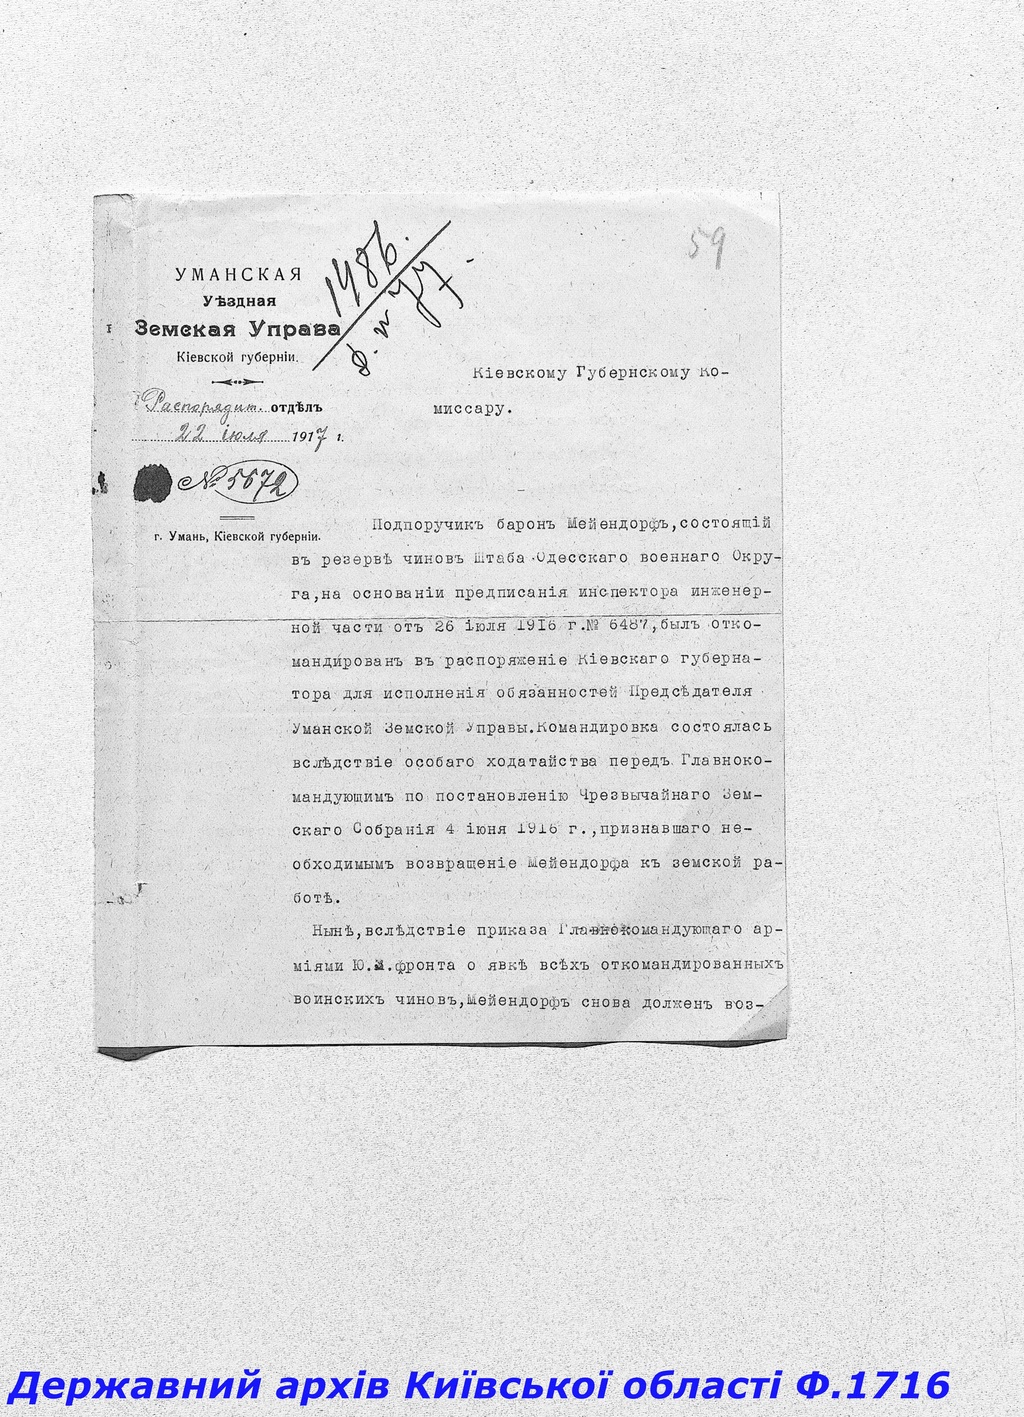 59
1986.
УМАНСКАЯ
Уѣздная
Земская Управа
Кіевской губерніи.
Распорядит. отдѣлъ
22 іюля 1917 г.
№ 5672
г. Умань, Кіевской губерніи.
Кіевскому Губернскому Ко-
миссару.
Подпоручикъ баронъ Мейендорфъ,состоящій
въ резервѣ чиновъ Штаба Одесскаго военнаго Окру-
га,на основаніи предписанія инспектора инженер-
ной части отъ 26 іюля 1916 г.№ 6487,былъ отко-
мандированъ въ распоряженіе Кіевскаго губерна-
тора для исполненія обязанностей Предсѣдателя
Уманской Земской Управы.Командировка состоялась
вслѣдствіе особаго ходатайства передъ Главноко-
мандующимъ по постановленію Чрезвычайнаго Зем-
скаго Собранія 4 іюня 1916 г.,признавшаго не-
обходимымъ возвращеніе Мейендорфа къ земской ра-
ботѣ.
Нынѣ,вслѣдствіе приказа Главнокомандующаго ар-
міями Ю. фронта о явкѣ всѣхъ откомандированныхъ
воинскихъ чиновъ,Мейендорфъ снова долженъ воз-
Державний архів Київської області Ф.1716